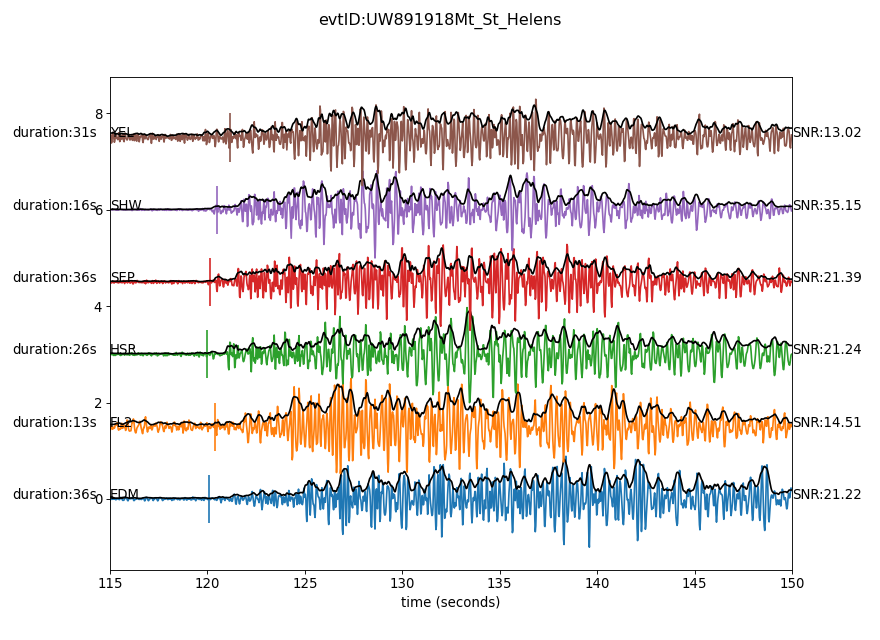 evtID:UW891918Mt_St_Helens
8
duration:31s YEL SNR:13.02
duration:16s SHW SNR:35.15
6
duration:36s SEP SNR:21.39
4
duration:26s HSR SNR:21.24
2
duration:13s FL2 SNR:14.51
duration:36s EDM SNR:21.22
0
115 120 125 130 135 140 145 150
time (seconds)